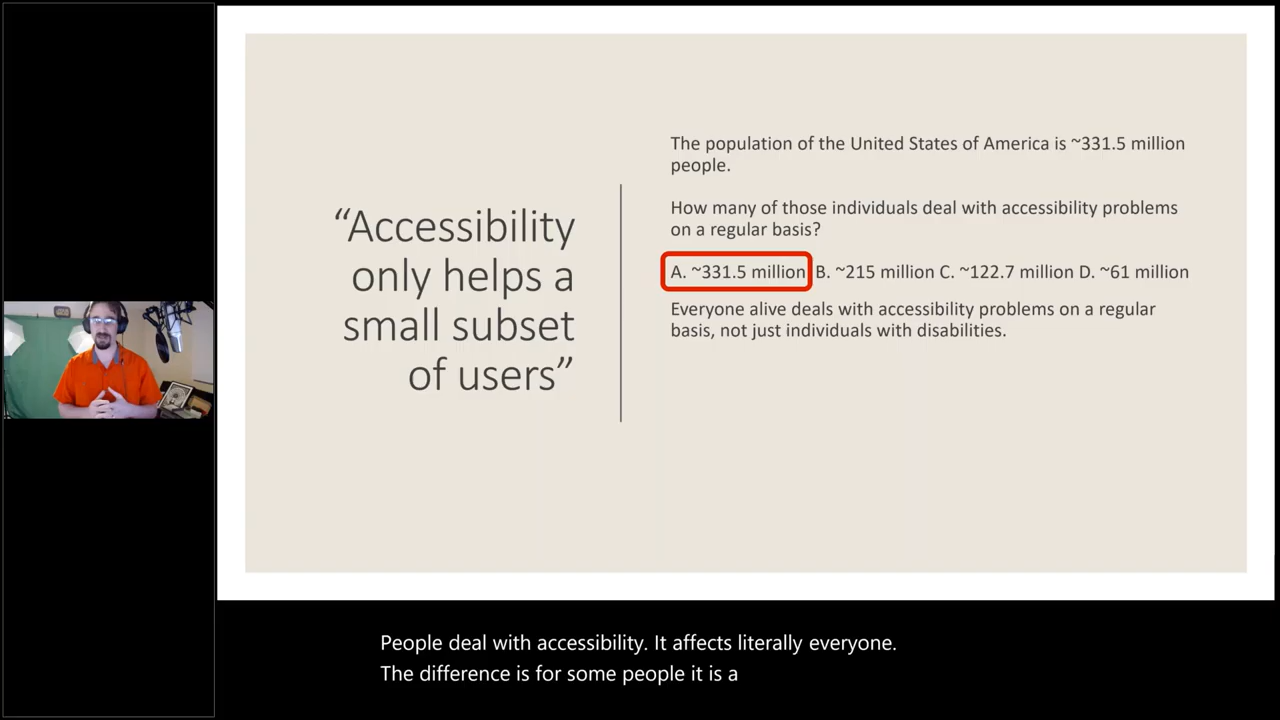 “Accessibility
only helps a
small subset
of users”
The population of the United States of America is ~331.5 million
people.
How many of those individuals deal with accessibility problems
on a regular basis?
A. ~331.5 million B. ~215 million C. ~122.7 million D. ~61 million
Everyone alive deals with accessibility problems on a regular
basis, not just individuals with disabilities.
People deal with accessibility. It affects literally everyone.
The difference is for some people it is a